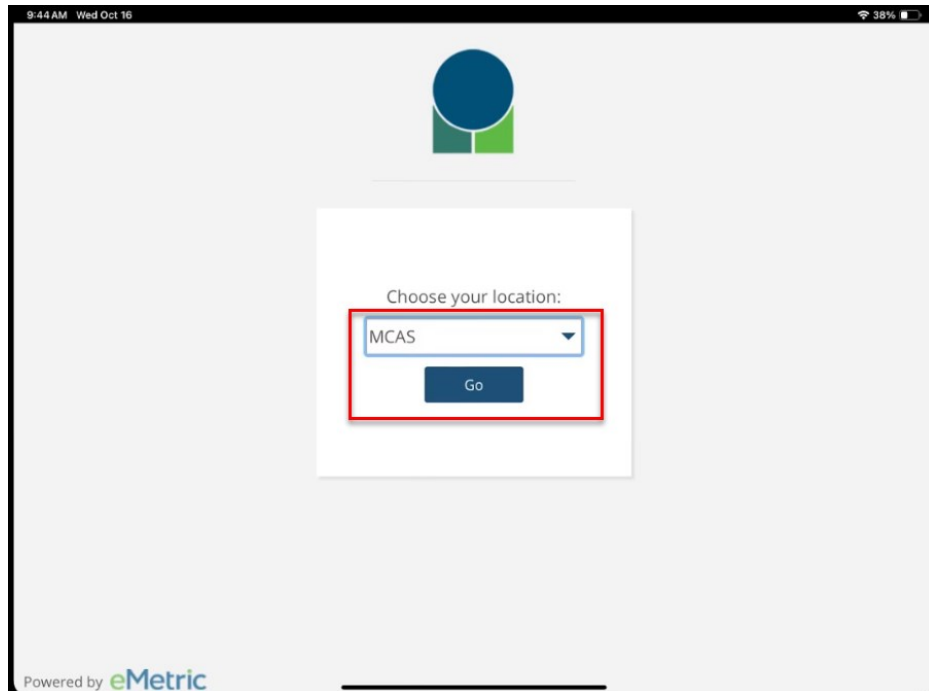 9:44 AM Wed Oct 16 38%
Choose your location:
MCAS
Go
Powered by eMetric